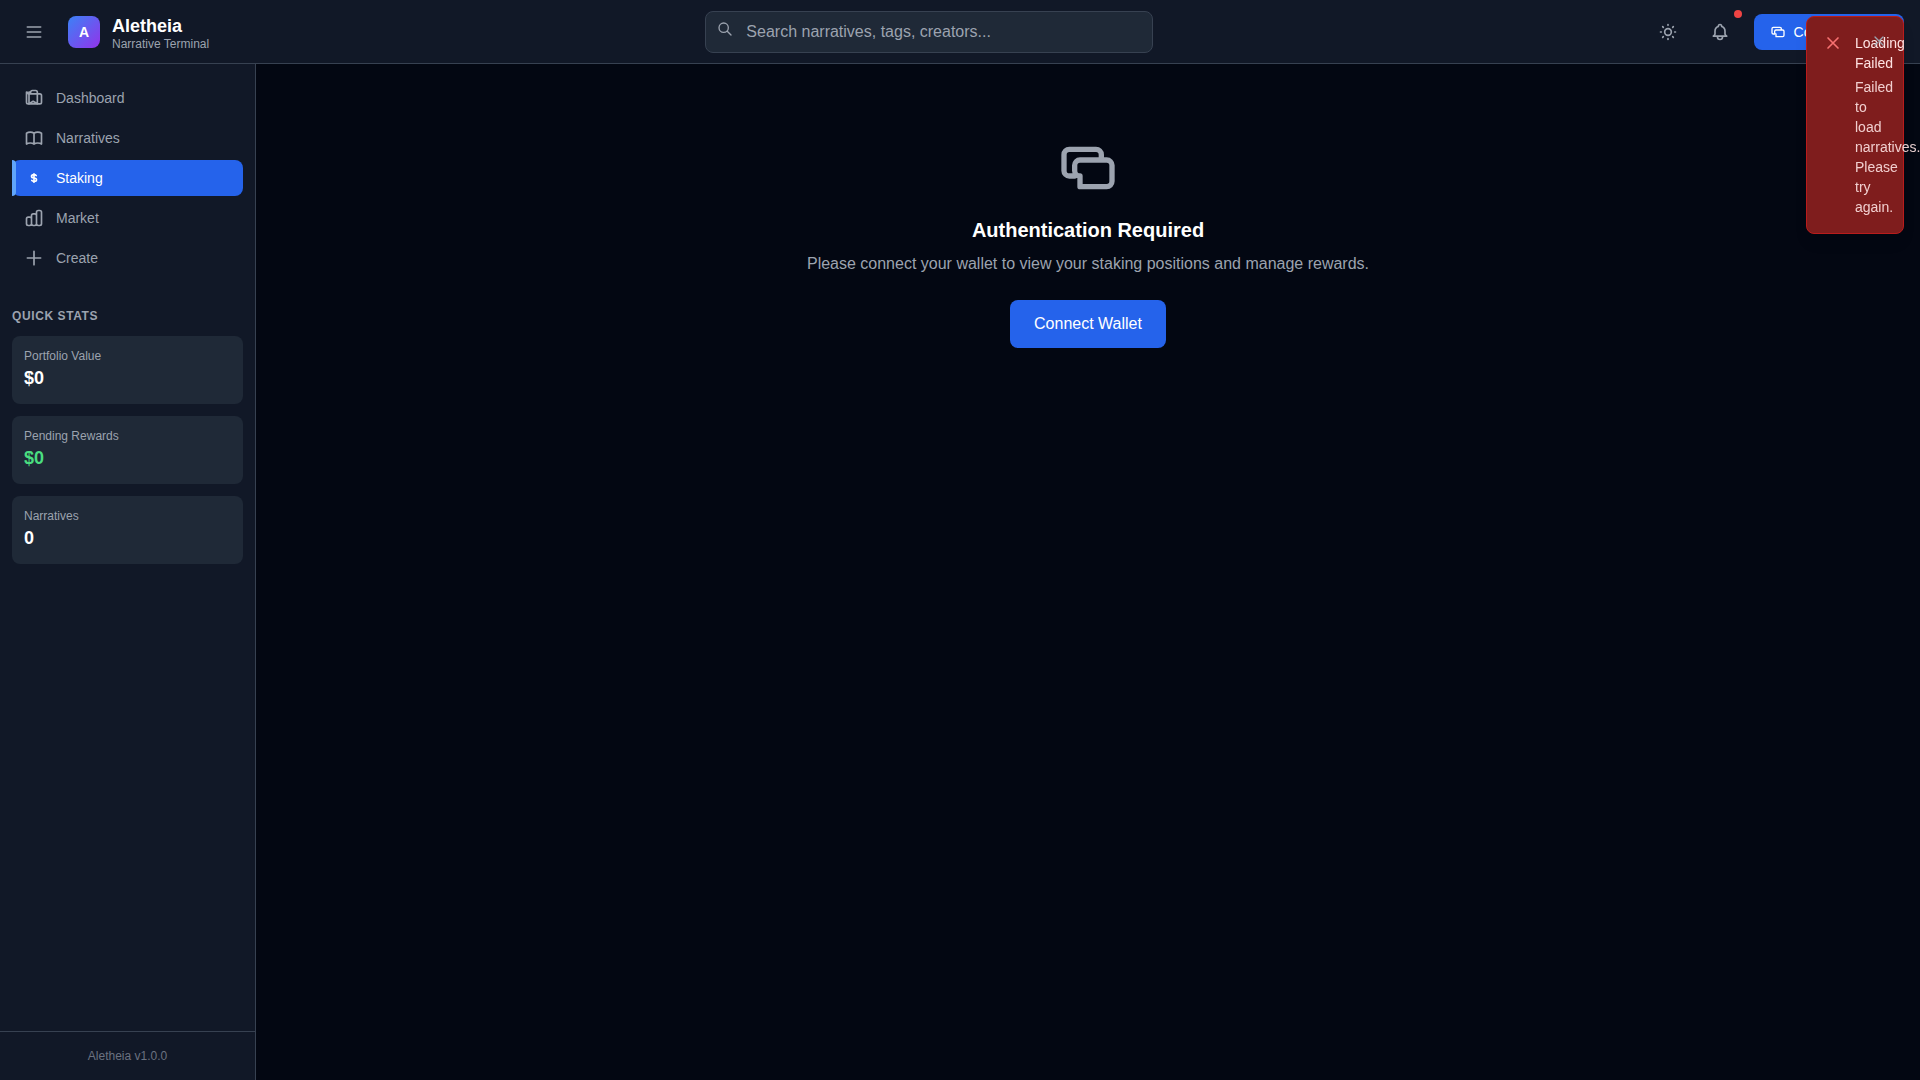 A
Aletheia
Narrative Terminal
Search narratives, tags, creators...
Loading
Failed
Failed
to
load
narratives.
Please
try
again.
Dashboard
Narratives
$ Staking
Market
Create
QUICK STATS
Portfolio Value
$0
Pending Rewards
$0
Narratives
0
Authentication Required
Please connect your wallet to view your staking positions and manage rewards.
Connect Wallet
Aletheia v1.0.0